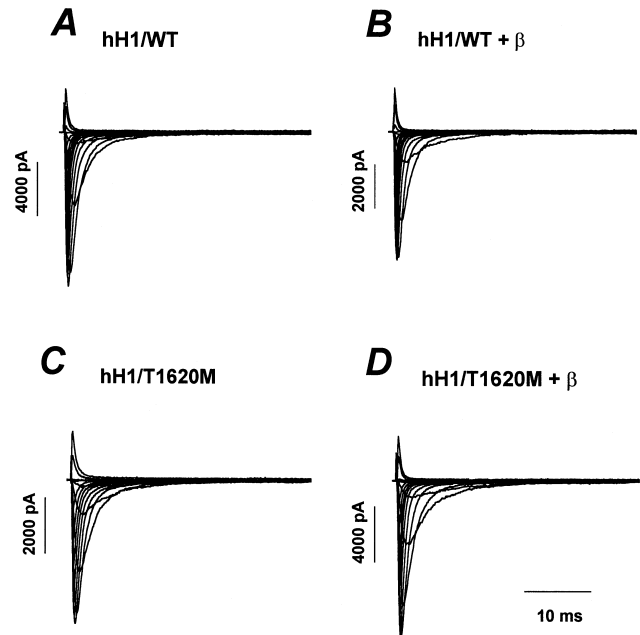 A
hH1/WT
B
hH1/WT + β
4000 pA
2000 pA
C
hH1/T1620M
D
hH1/T1620M + β
2000 pA
4000 pA
10 ms